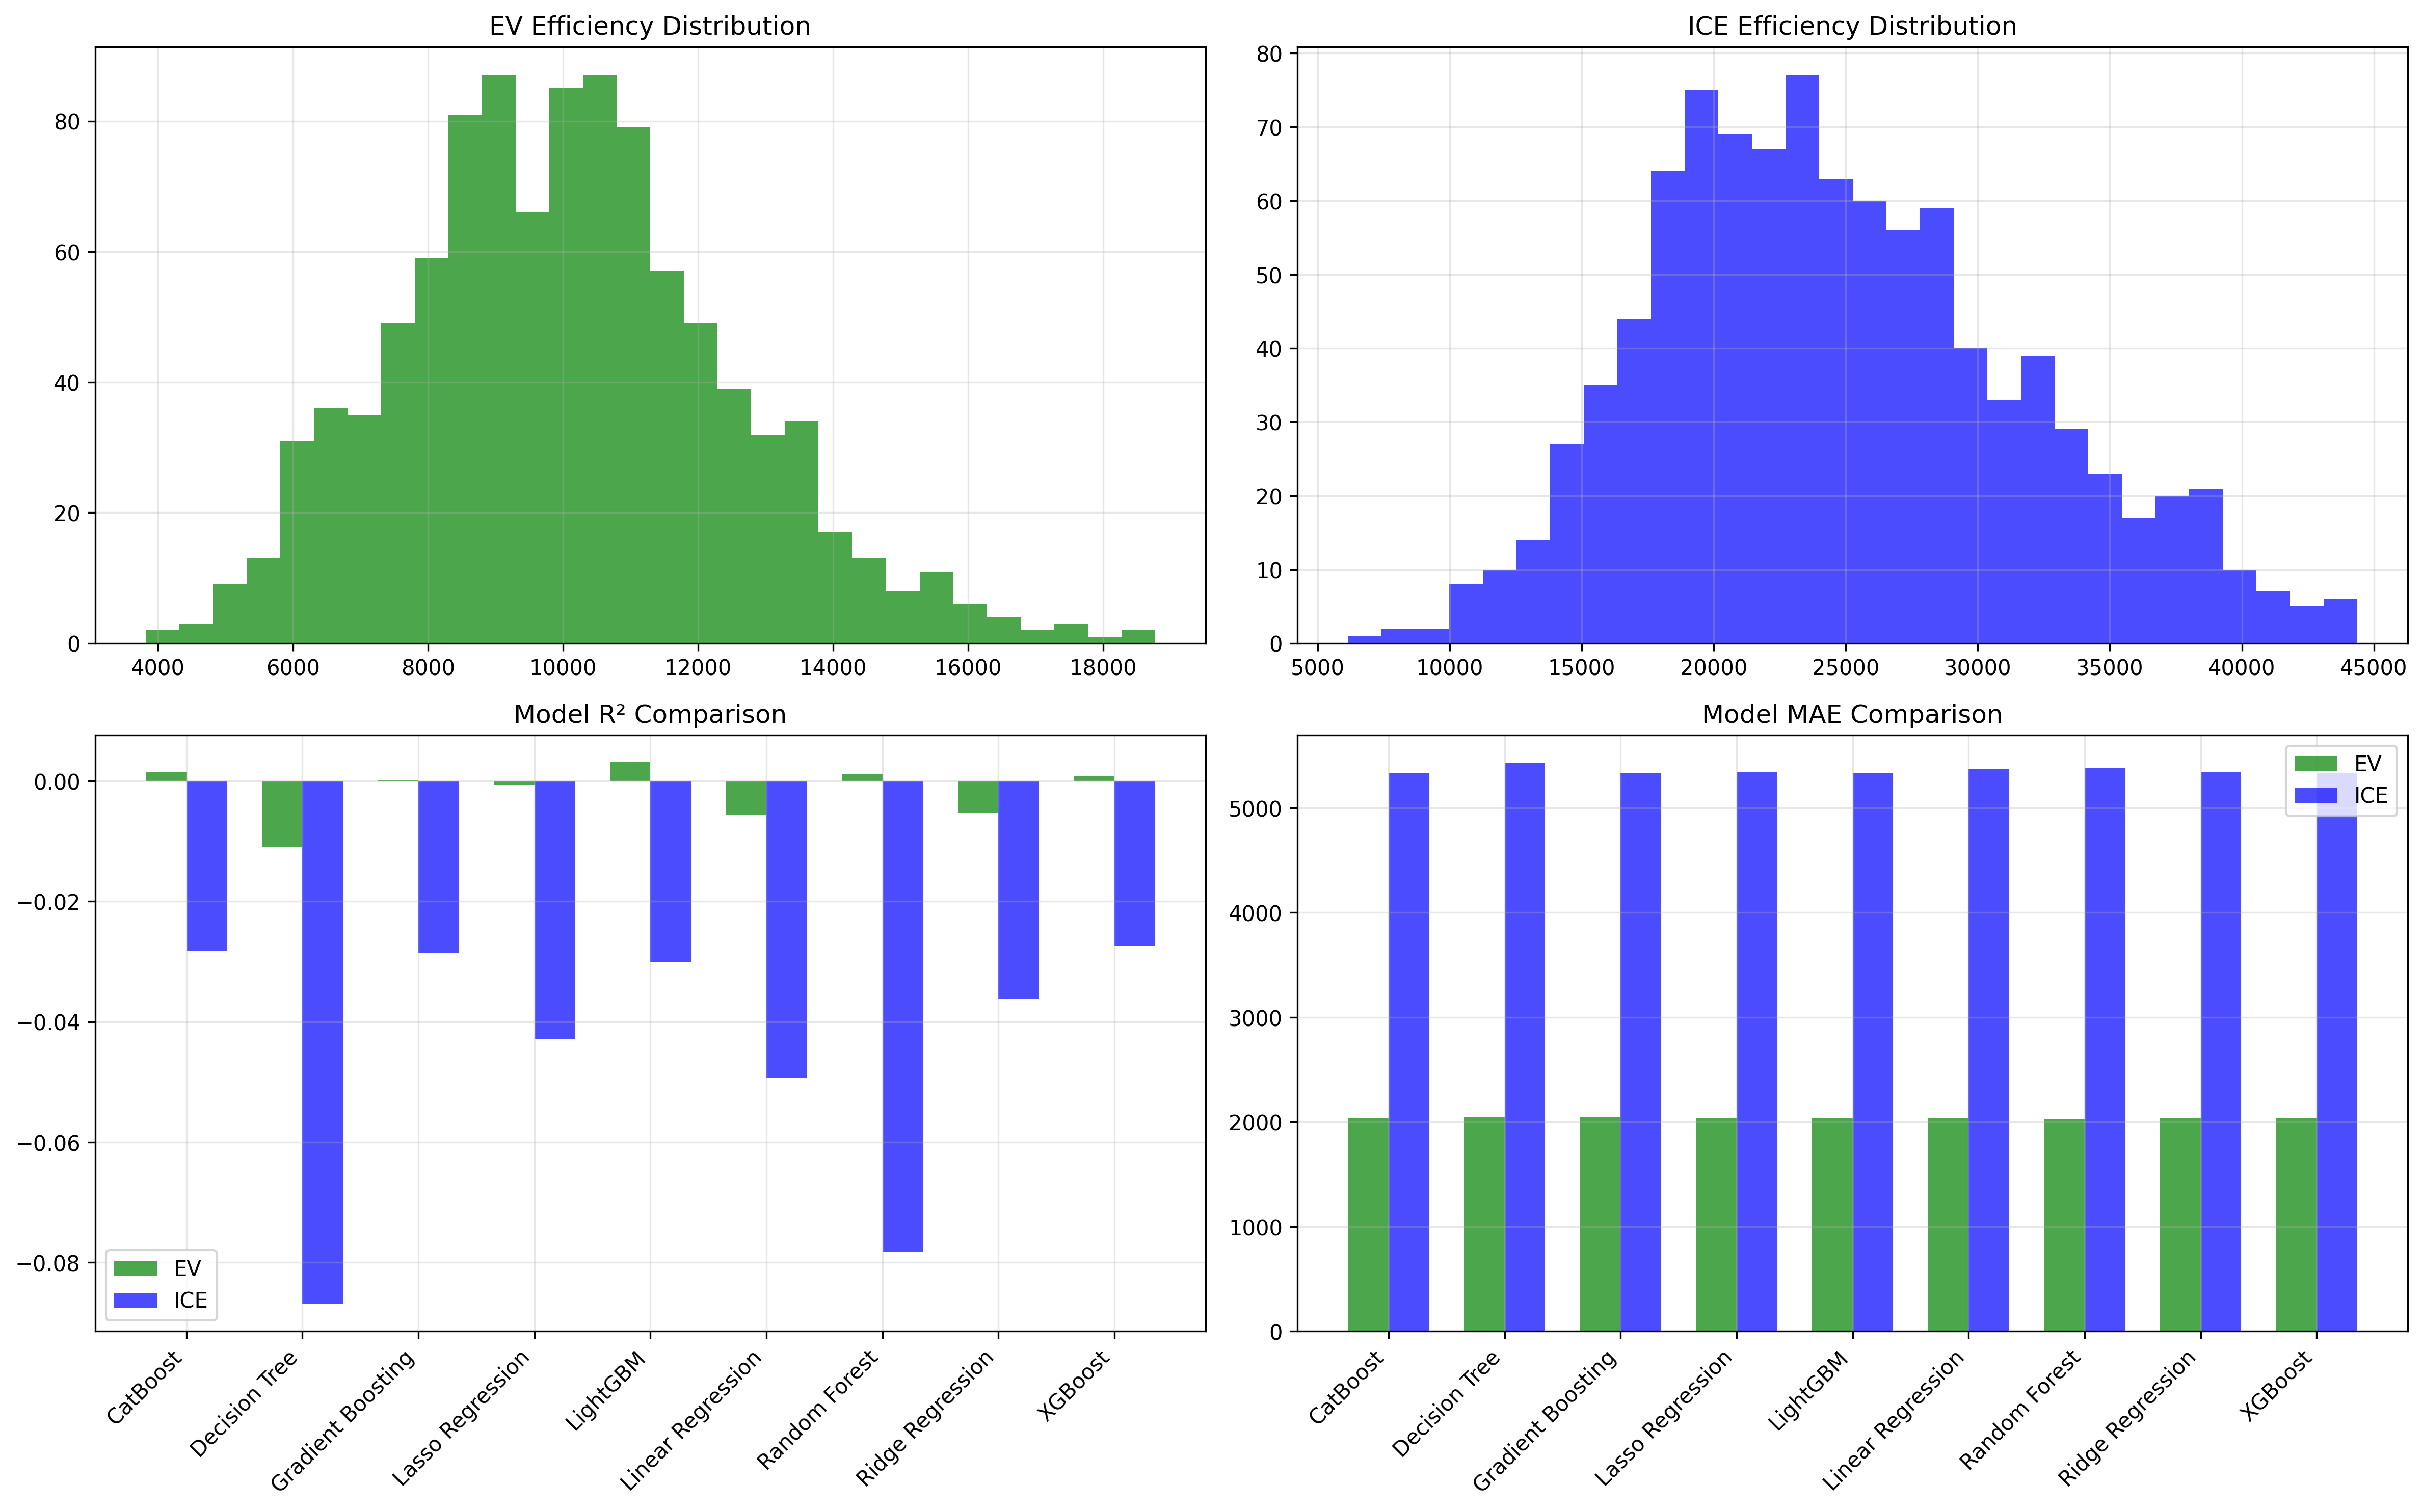 EV Efficiency Distribution
80
60
40
20
0
4000 6000 8000 10000 12000 14000 16000 18000
ICE Efficiency Distribution
80
70
60
50
40
30
20
10
0
5000 10000 15000 20000 25000 30000 35000 40000 45000
Model R² Comparison
0.00
−0.02
−0.04
−0.06
−0.08
EV
ICE
CatBoost
Decision Tree
Gradient Boosting
Lasso Regression
LightGBM
Linear Regression
Random Forest
Ridge Regression
XGBoost
Model MAE Comparison
EV
ICE
5000
4000
3000
2000
1000
0
CatBoost
Decision Tree
Gradient Boosting
Lasso Regression
LightGBM
Linear Regression
Random Forest
Ridge Regression
XGBoost